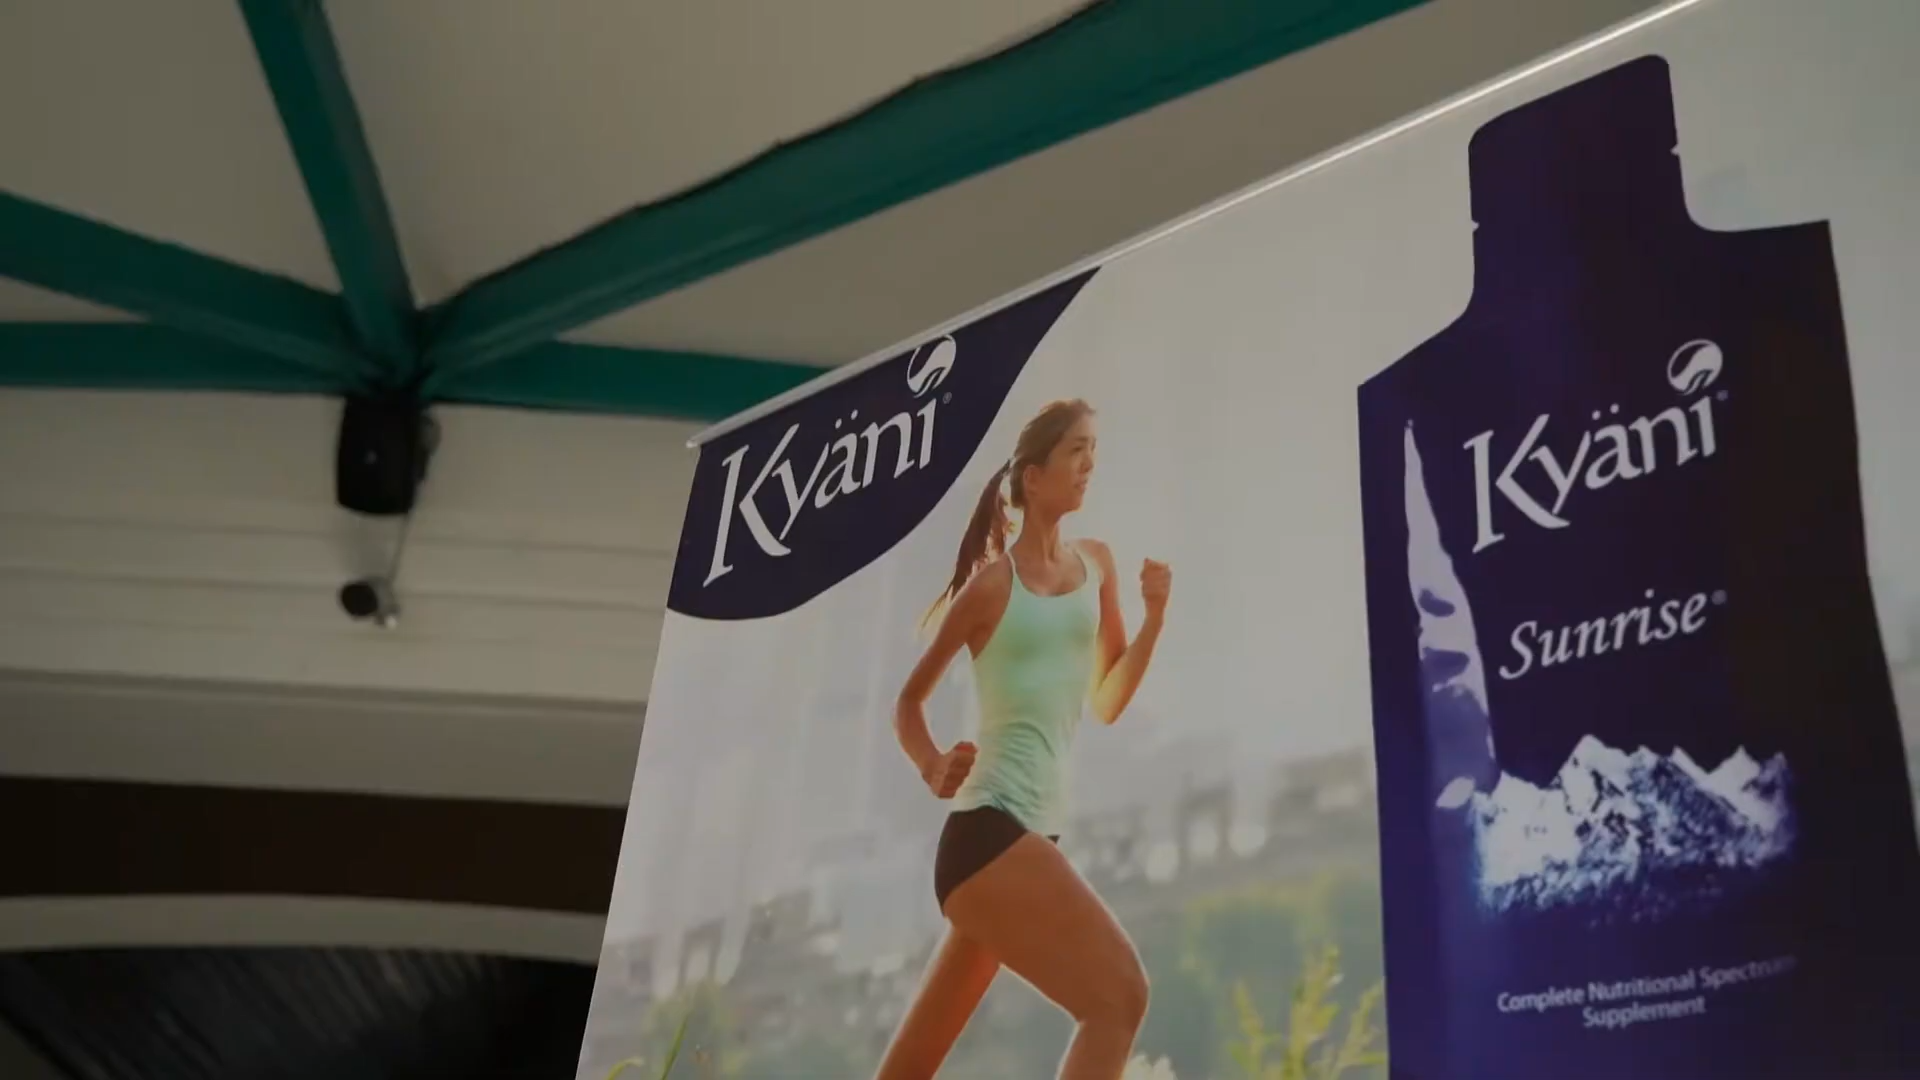 Kyäni®
Kyäni®
Sunrise®
Complete Nutritional Spectrum
Supplement